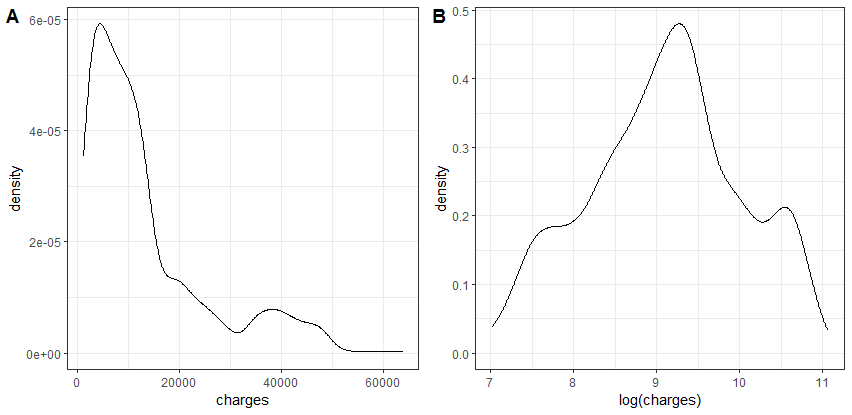 A
density
6e-05
4e-05
2e-05
0e+00
0 20000 40000 60000
charges
B
density
0.5
0.4
0.3
0.2
0.1
0.0
7 8 9 10 11
log(charges)